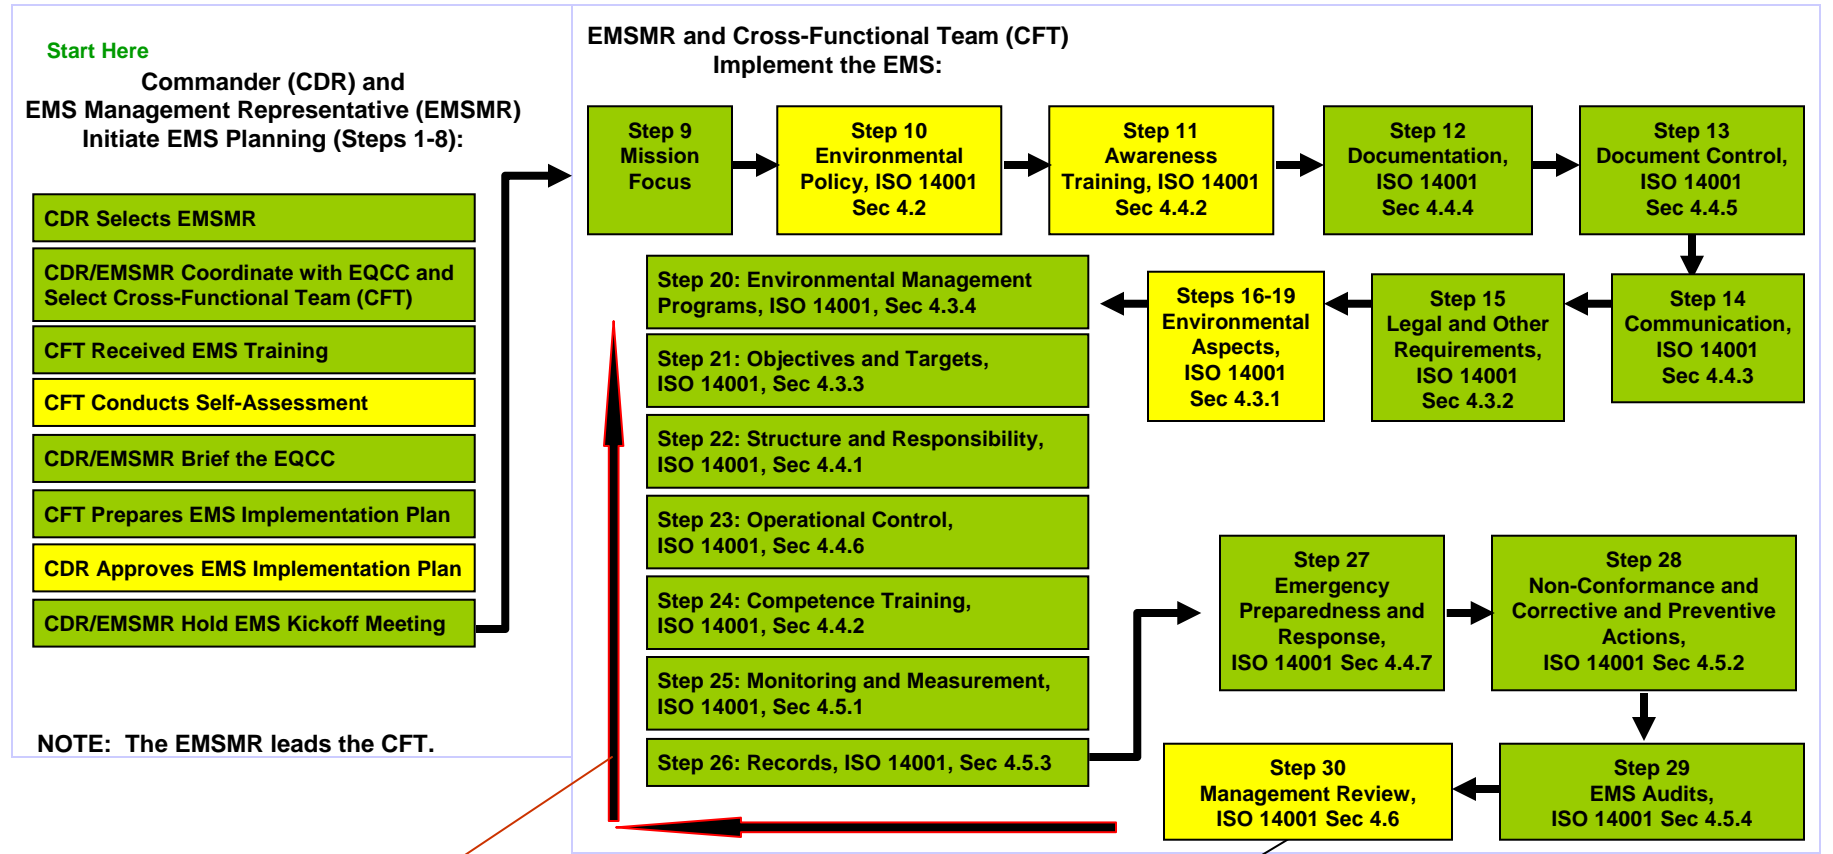 Start Here
Commander (CDR) and
EMS Management Representative (EMSMR)
Initiate EMS Planning (Steps 1-8):
CDR Selects EMSMR
CDR/EMSMR Coordinate with EQCC and
Select Cross-Functional Team (CFT)
CFT Received EMS Training
CFT Conducts Self-Assessment
CDR/EMSMR Brief the EQCC
CFT Prepares EMS Implementation Plan
CDR Approves EMS Implementation Plan
CDR/EMSMR Hold EMS Kickoff Meeting
NOTE:  The EMSMR leads the CFT.
EMSMR and Cross-Functional Team (CFT)
Implement the EMS:
Step 9
Mission
Focus
Step 10
Environmental
Policy, ISO 14001
Sec 4.2
Step 11
Awareness
Training, ISO 14001
Sec 4.4.2
Step 12
Documentation,
ISO 14001
Sec 4.4.4
Step 13
Document Control,
ISO 14001
Sec 4.4.5
Step 14
Communication,
ISO 14001
Sec 4.4.3
Step 15
Legal and Other
Requirements,
ISO 14001
Sec 4.3.2
Steps 16-19
Environmental
Aspects,
ISO 14001
Sec 4.3.1
Step 20: Environmental Management
Programs, ISO 14001, Sec 4.3.4
Step 21: Objectives and Targets,
ISO 14001, Sec 4.3.3
Step 22: Structure and Responsibility,
ISO 14001, Sec 4.4.1
Step 23: Operational Control,
ISO 14001, Sec 4.4.6
Step 24: Competence Training,
ISO 14001, Sec 4.4.2
Step 25: Monitoring and Measurement,
ISO 14001, Sec 4.5.1
Step 26: Records, ISO 14001, Sec 4.5.3
Step 27
Emergency
Preparedness and
Response,
ISO 14001 Sec 4.4.7
Step 28
Non-Conformance and
Corrective and Preventive
Actions,
ISO 14001 Sec 4.5.2
Step 29
EMS Audits,
ISO 14001 Sec 4.5.4
Step 30
Management Review,
ISO 14001 Sec 4.6